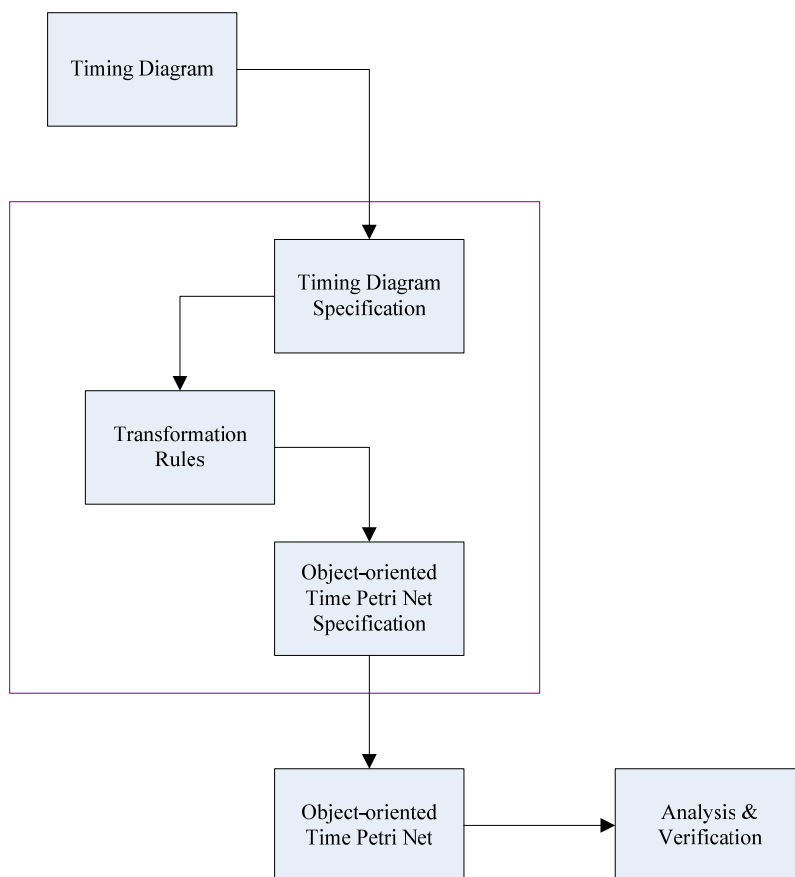 Timing Diagram
Timing Diagram
Specification
Transformation
Rules
Object-oriented
Time Petri Net
Specification
Object-oriented
Time Petri Net
Analysis &
Verification